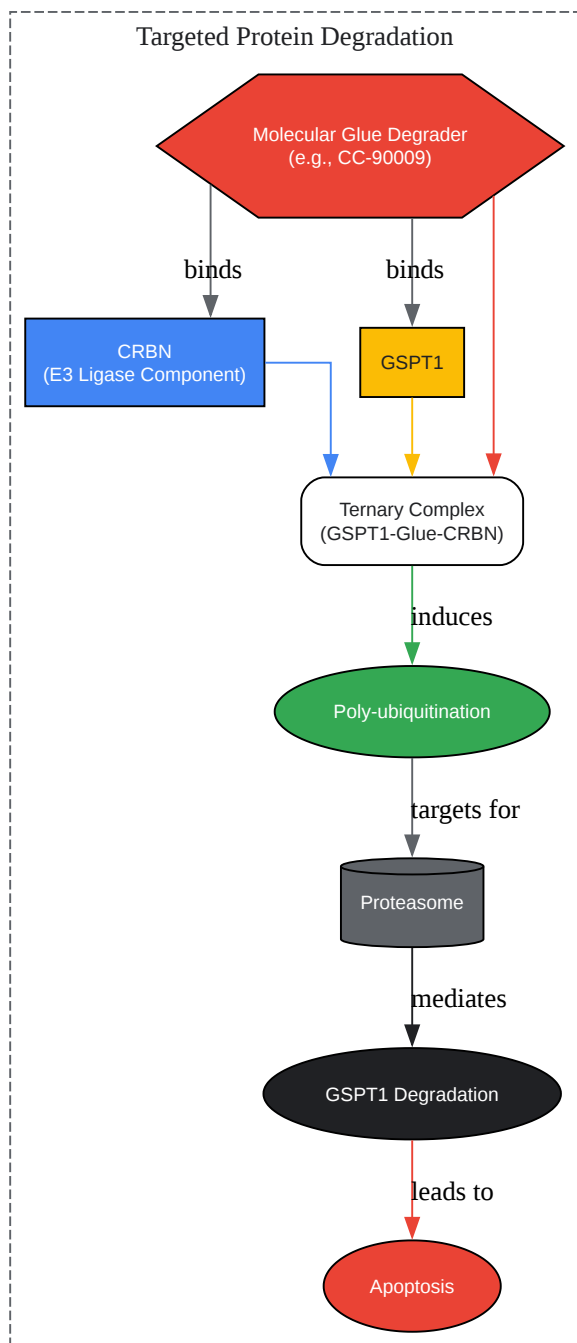 Targeted Protein Degradation
Molecular Glue Degrader
(e.g., CC-90009)
binds
binds
CRBN
(E3 Ligase Component)
GSPT1
Ternary Complex
(GSPT1-Glue-CRBN)
induces
Poly-ubiquitination
targets for
Proteasome
mediates
GSPT1 Degradation
leads to
Apoptosis